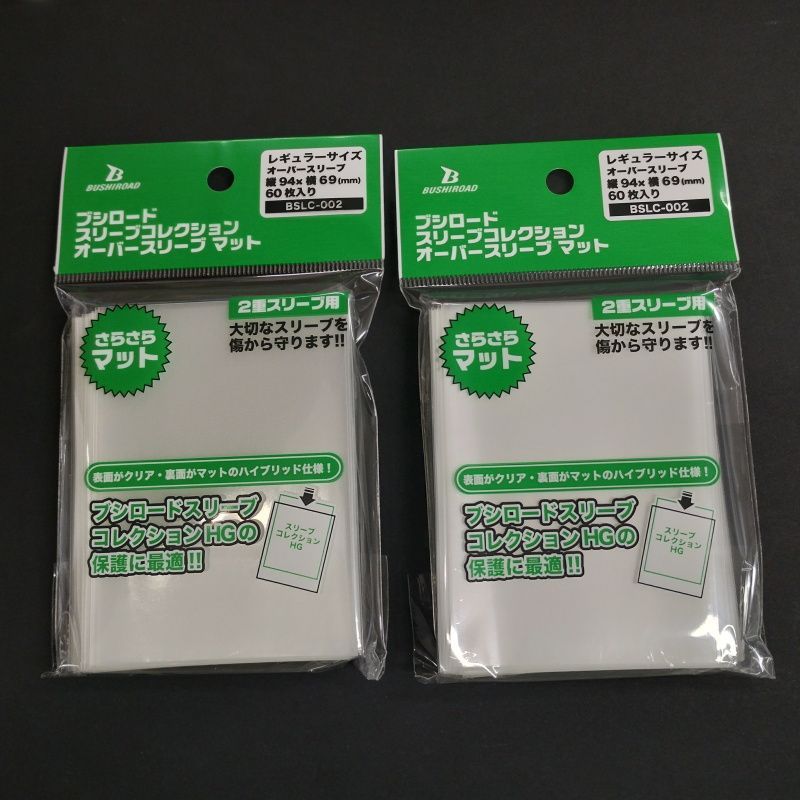 BUSHIROAD
レギュラーサイズ
オーバースリーブ
縦94×横69(mm)
60枚入り
BSLC-002
ブシロード
スリーブコレクション
オーバースリーブ マット
さらさら
マット
2重スリーブ用
大切なスリーブを
傷から守ります!!
表面がクリア・裏面がマットのハイブリッド仕様!
ブシロードスリーブ
コレクションHGの
保護に最適!!
スリーブ
コレクション
HG
BUSHIROAD
レギュラーサイズ
オーバースリーブ
縦94×横69(mm)
60枚入り
BSLC-002
ブシロード
スリーブコレクション
オーバースリーブ マット
さらさら
マット
2重スリーブ用
大切なスリーブを
傷から守ります!!
表面がクリア・裏面がマットのハイブリッド仕様!
ブシロードスリーブ
コレクションHGの
保護に最適!!
スリーブ
コレクション
HG